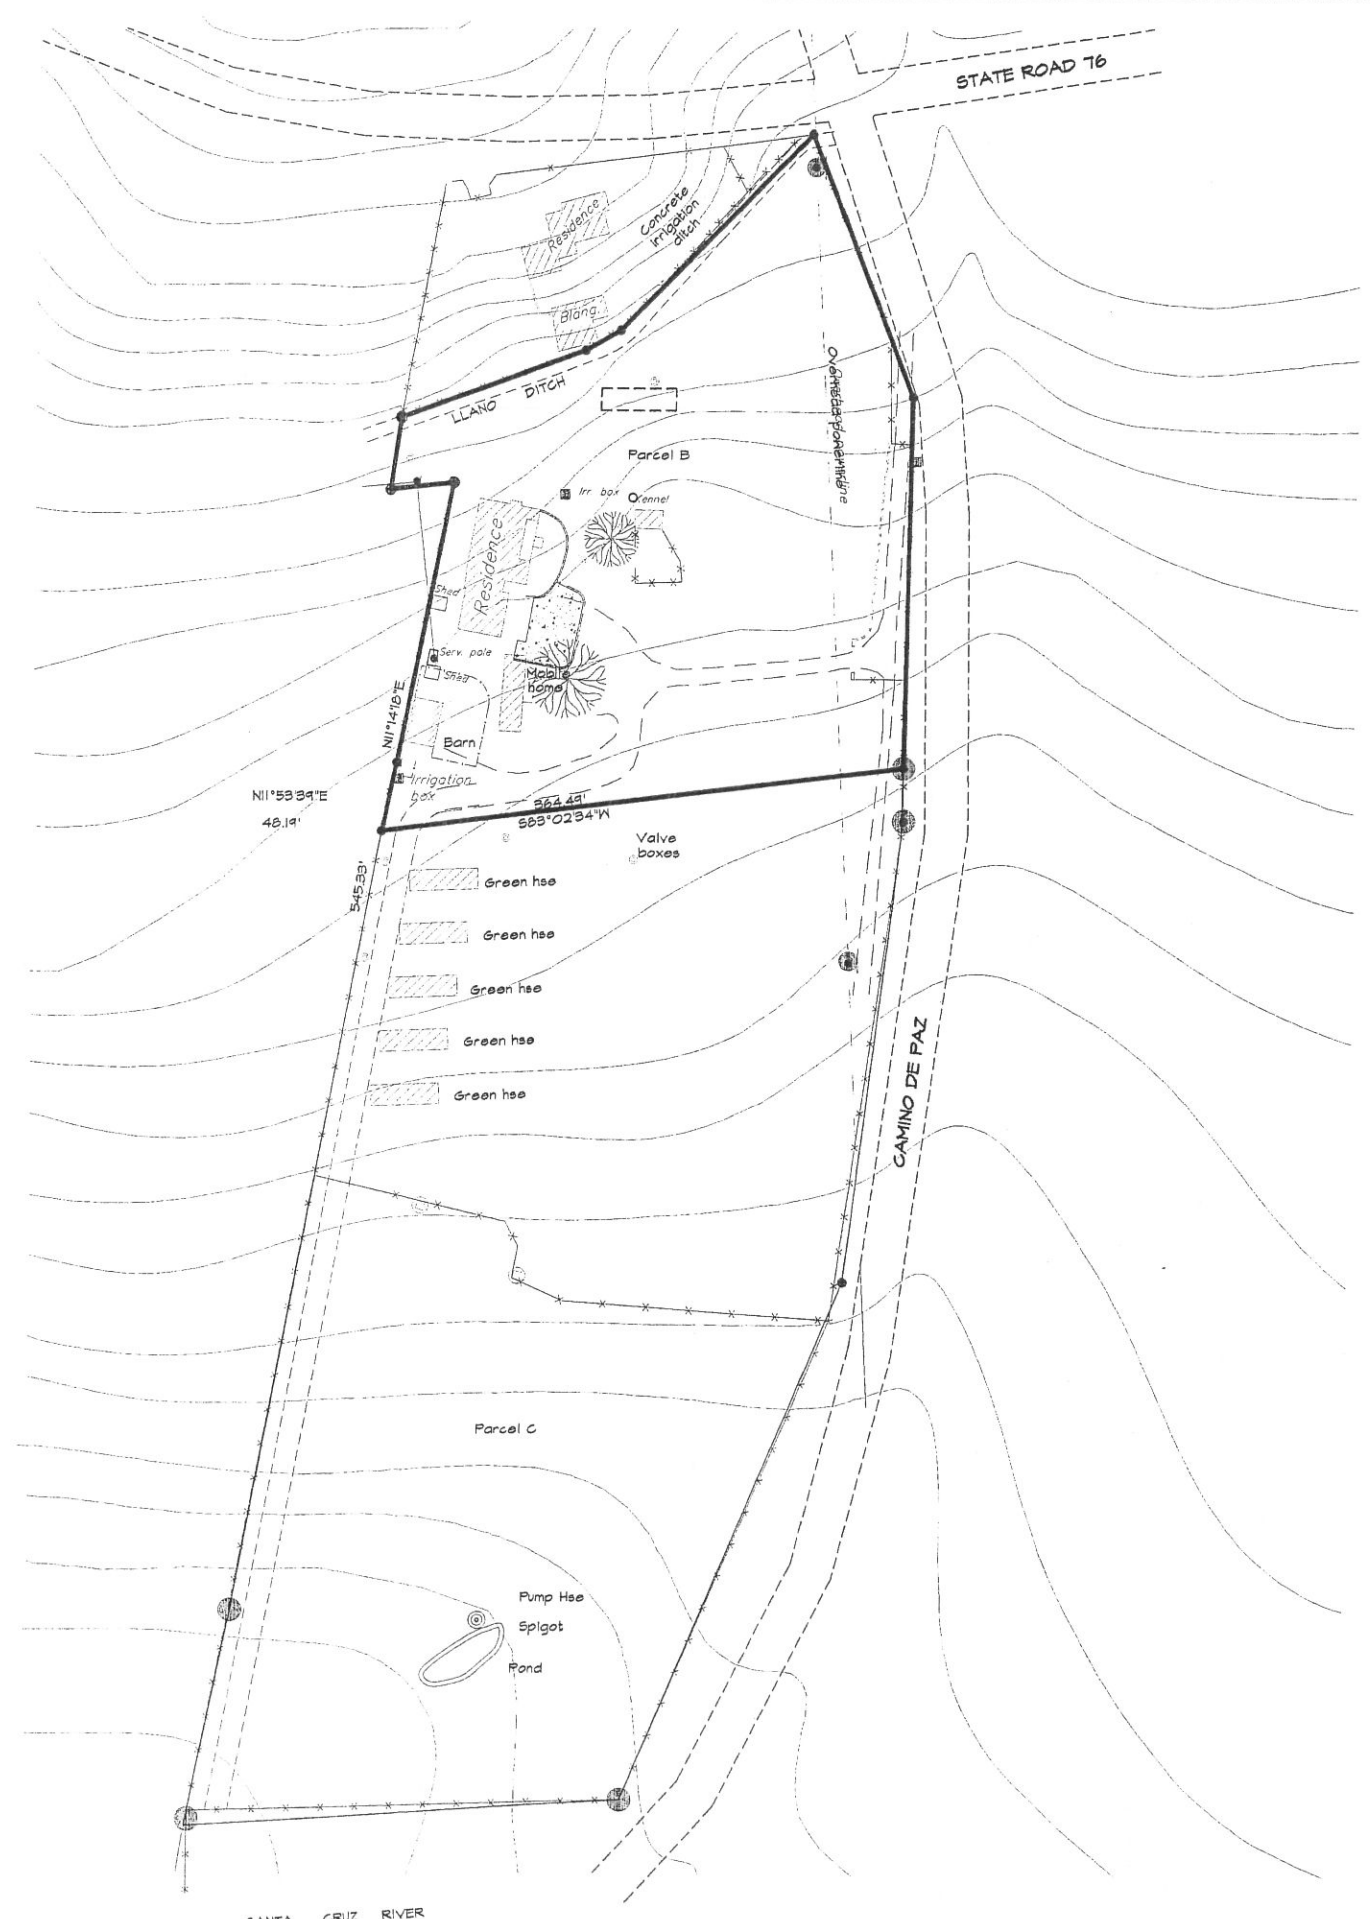 STATE ROAD 76
Residence
Concrete
irrigation
ditch
Blang.
LLANO DITCH
Parcel B
Irr. box
Kennel
Residence
Shed
Serv. pole
Shed
Mobile
home
N11°14'18"E
Barn
Irrigation
box
N11°53'39"E
48.19'
364.49'
S83°02'34"W
Valve
boxes
545.33'
Green hse
Green hse
Green hse
Green hse
Green hse
CAMINO DE PAZ
Parcel C
Pump Hse
Spigot
Pond
SANTA CRUZ RIVER